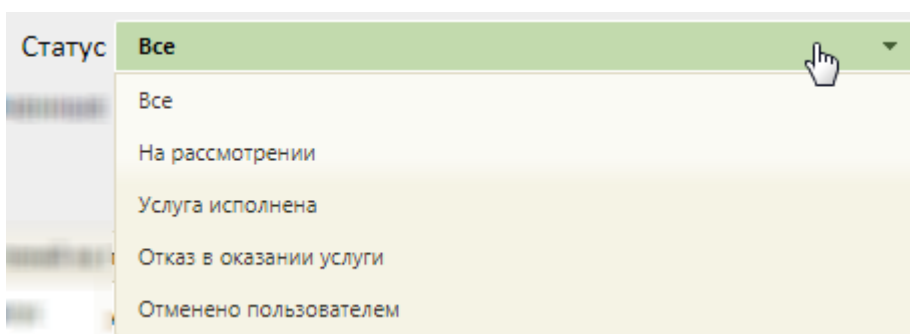 Статус Все
Все
На рассмотрении
Услуга исполнена
Отказ в оказании услуги
Отменено пользователем